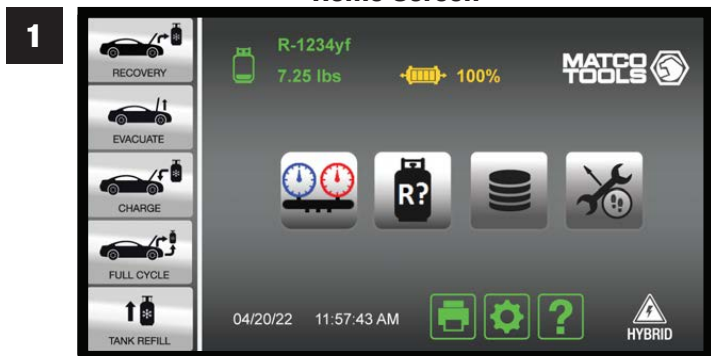 Home Screen
1
RECOVERY
EVACUATE
CHARGE
FULL CYCLE
TANK REFILL
R-1234yf
7.25 lbs
100%
MATCO
TOOLS
R?
04/20/22 11:57:43 AM
?
HYBRID